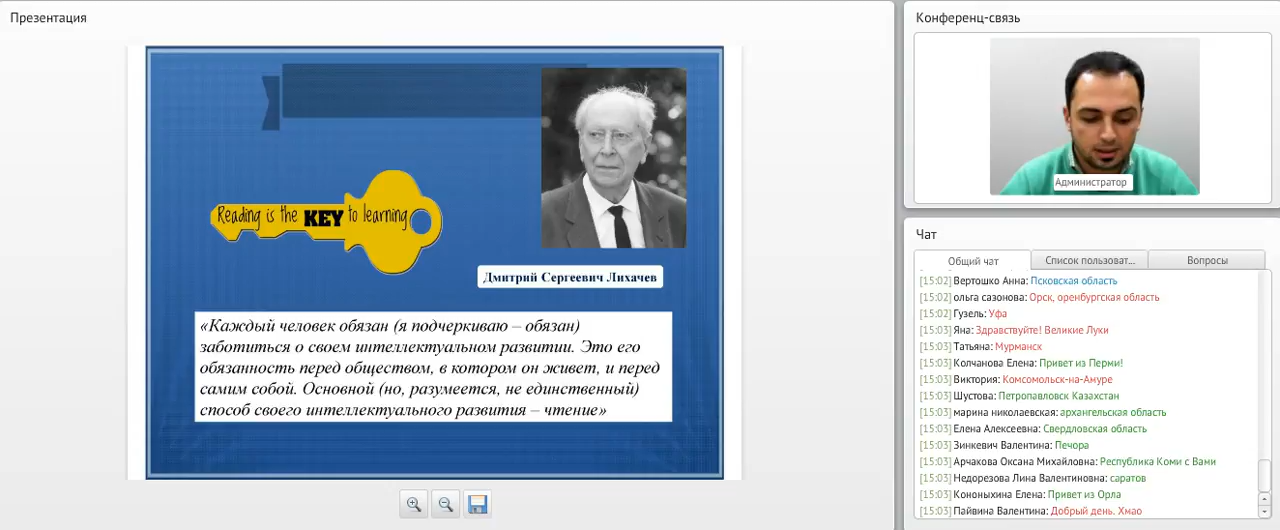 Презентация
Reading is the KEY to learning
Дмитрий Сергеевич Лихачев
«Каждый человек обязан (я подчеркиваю – обязан)
заботиться о своем интеллектуальном развитии. Это его
обязанность перед обществом, в котором он живет, и перед
самим собой. Основной (но, разумеется, не единственный)
способ своего интеллектуального развития – чтение»
Конференц-связь
Администратор
Чат
Общий чат
Список пользоват...
Вопросы
[15:02] Вертошко Анна: Псковская область
[15:02] ольга сазонова: Орск, оренбургская область
[15:02] Гузель: Уфа
[15:03] Яна: Здравствуйте! Великие Луки
[15:03] Татьяна: Мурманск
[15:03] Колчанова Елена: Привет из Перми!
[15:03] Виктория: Комсомольск-на-Амуре
[15:03] Шустова: Петропавловск Казахстан
[15:03] марина николаевская: архангельская область
[15:03] Елена Алексеевна: Свердловская область
[15:03] Зинкевич Валентина: Печора
[15:03] Арчакова Оксана Михайловна: Республика Коми с Вами
[15:03] Недорезова Лина Валентиновна: саратов
[15:03] Кононыхина Елена: Привет из Орла
[15:03] Пайвина Валентина: Добрый день. Хмао